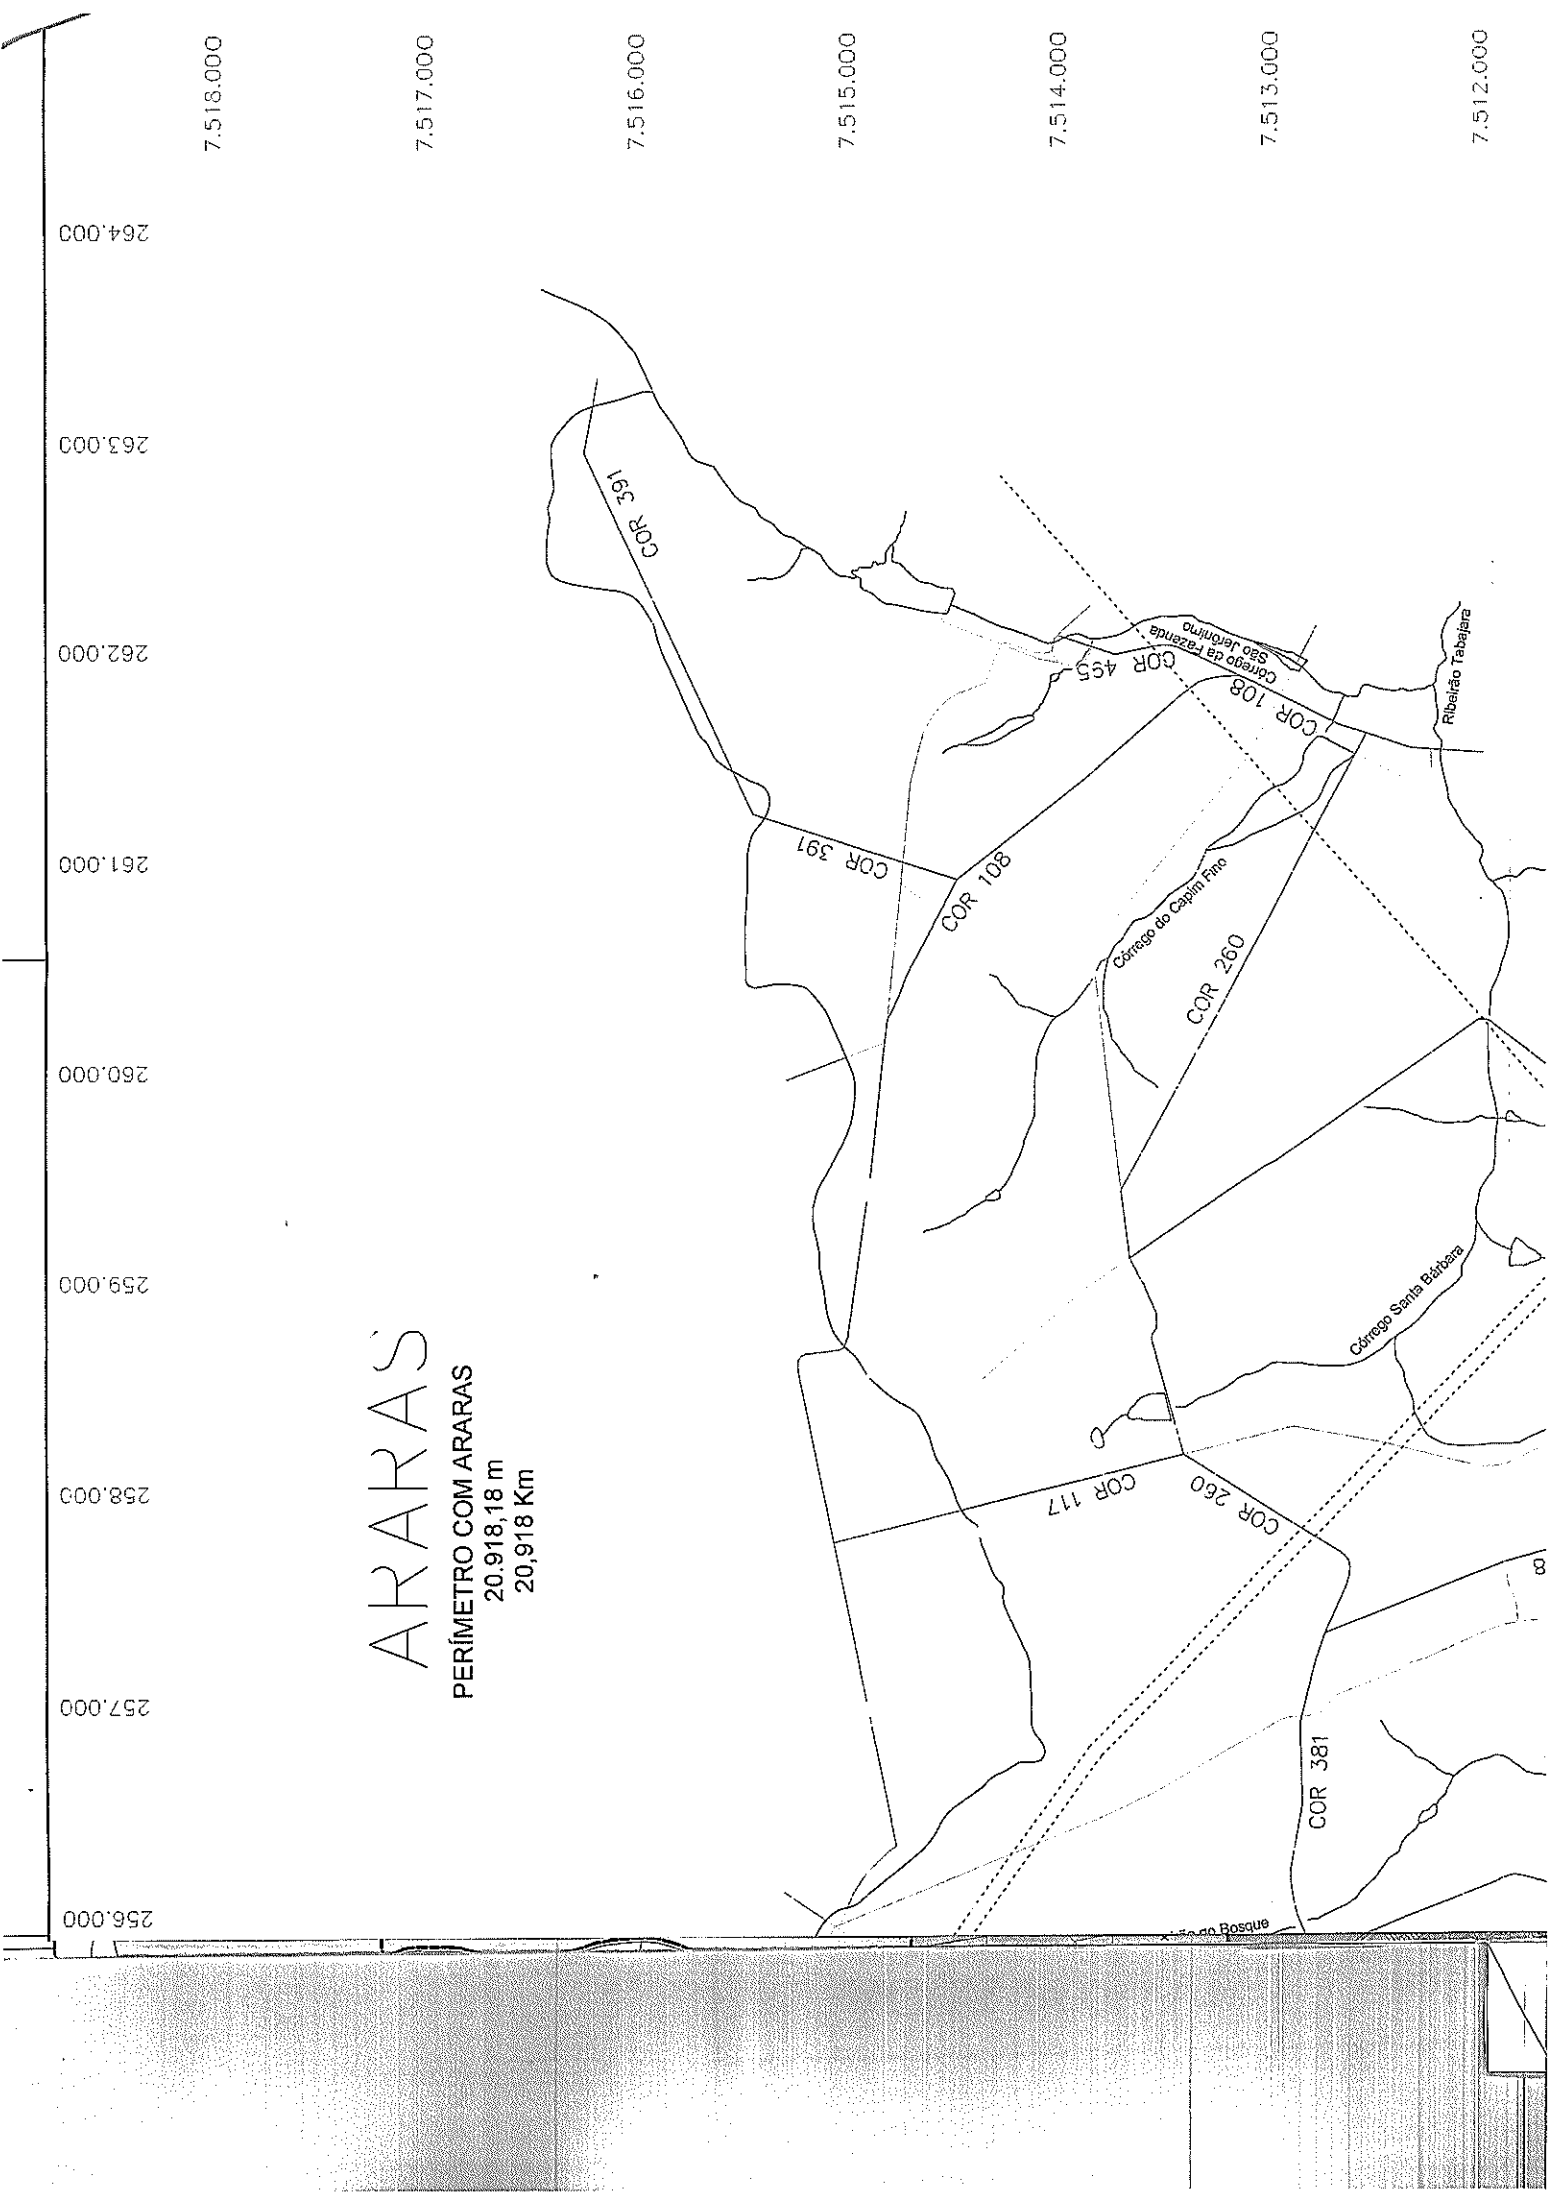 264.000
263.000
262.000
261.000
260.000
259.000
258.000
257.000
256.000
7.518.000
7.517.000
7.516.000
7.515.000
7.514.000
7.513.000
7.512.000
ARARAS
PERÍMETRO COM ARARAS
20.918,18 m
20,918 Km
COR 391
COR 391
COR 108
COR 495
Córrego da Fazenda
São Jerônimo
COR 108
Ribeirão Tabajara
Córrego do Capim Fino
COR 260
Córrego Santa Bárbara
COR 117
COR 260
COR 381
do Bosque
8